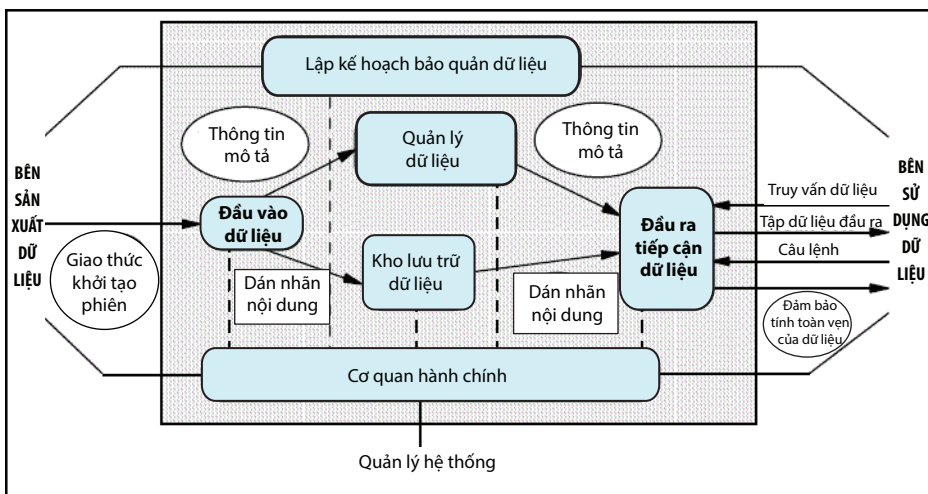 Lập kế hoạch bảo quản dữ liệu
Thông tin
mô tả
Quản lý
dữ liệu
Thông tin
mô tả
BÊN
SẢN
XUẤT
DỮ
LIỆU
Đầu vào
dữ liệu
Đầu ra
tiếp cận
dữ liệu
Truy vấn dữ liệu
Tập dữ liệu đầu ra
Câu lệnh
BÊN
SỬ
DỤNG
DỮ
LIỆU
Giao thức
khởi tạo
phiên
Dán nhãn
nội dung
Kho lưu trữ
dữ liệu
Dán nhãn
nội dung
Đảm bảo
tính toàn vẹn
của dữ liệu
Cơ quan hành chính
Quản lý hệ thống